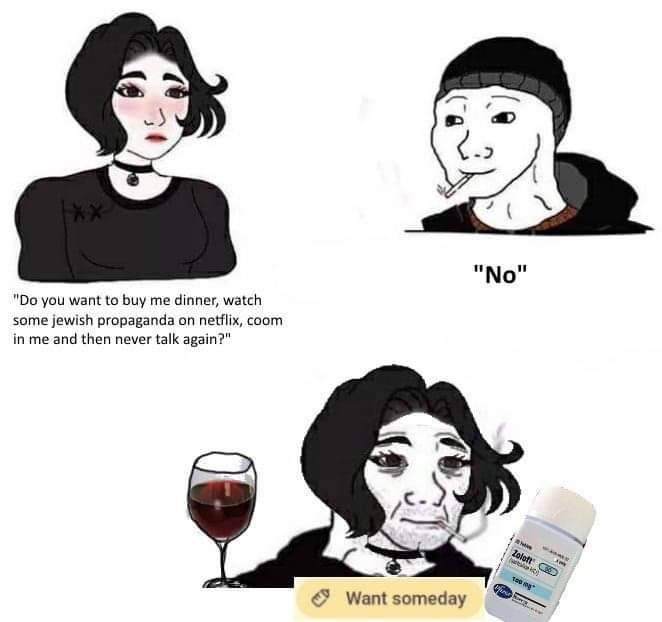 "No"
"Do you want to buy me dinner, watch
some jewish propaganda on netflix, coom
in me and then never talk again?"
Want someday
Zoloft
100 mg
Pfizer